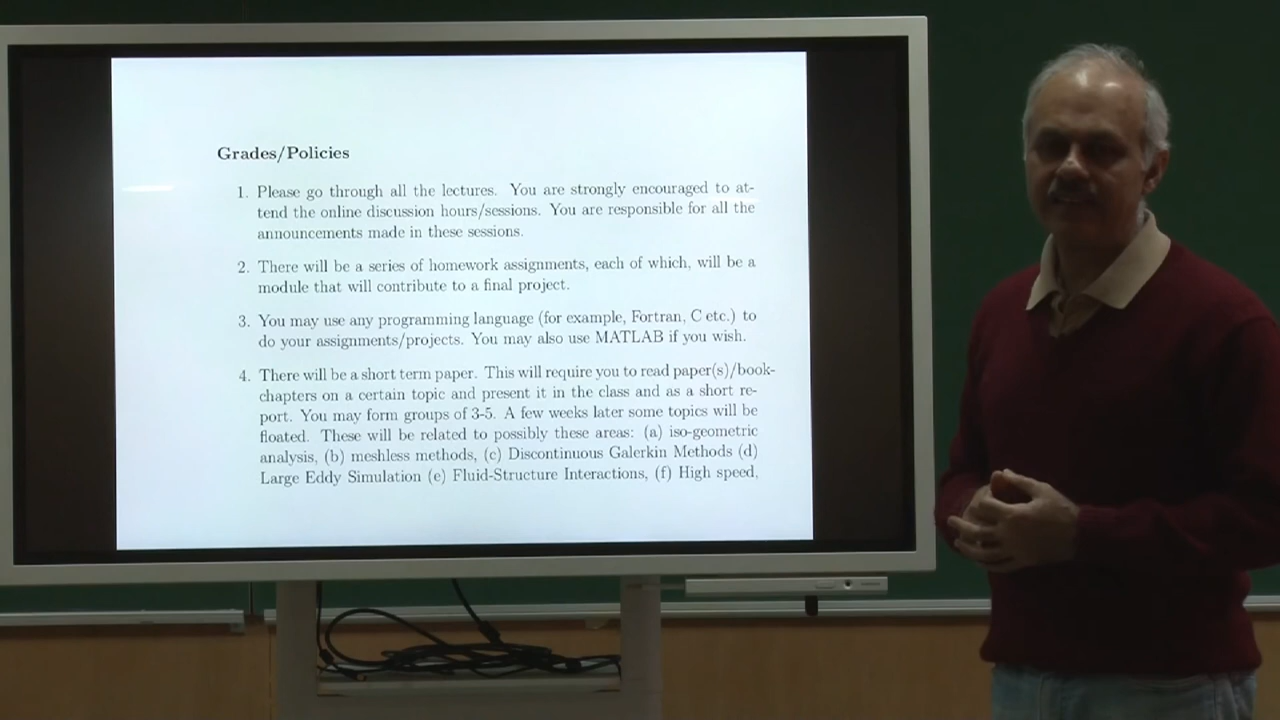 Grades/Policies
1. Please go through all the lectures. You are strongly encouraged to at-
tend the online discussion hours/sessions. You are responsible for all the
announcements made in these sessions.
2. There will be a series of homework assignments, each of which, will be a
module that will contribute to a final project.
3. You may use any programming language (for example, Fortran, C etc.) to
do your assignments/projects. You may also use MATLAB if you wish.
4. There will be a short term paper. This will require you to read paper(s)/book-
chapters on a certain topic and present it in the class and as a short re-
port. You may form groups of 3-5. A few weeks later some topics will be
floated. These will be related to possibly these areas: (a) iso-geometric
analysis, (b) meshless methods, (c) Discontinuous Galerkin Methods (d)
Large Eddy Simulation (e) Fluid-Structure Interactions, (f) High speed,